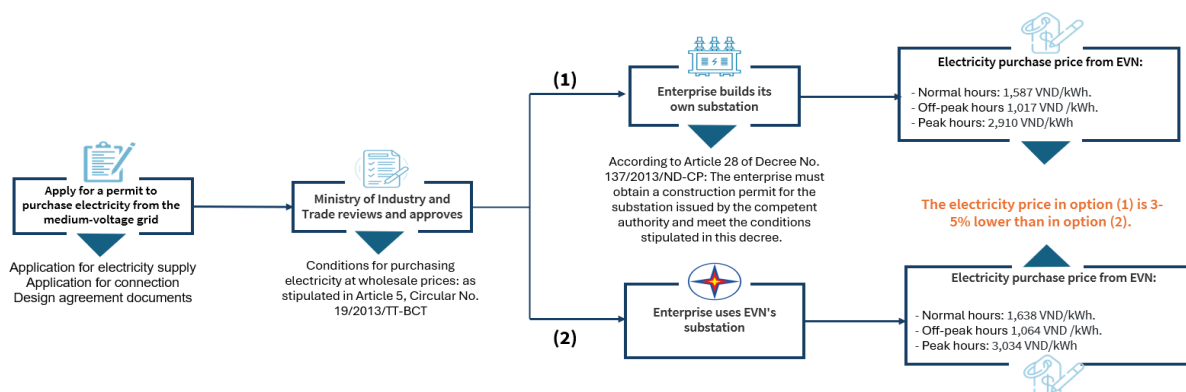 Apply for a permit to
purchase electricity from the
medium-voltage grid
Application for electricity supply
Application for connection
Design agreement documents
Ministry of Industry and
Trade reviews and approves
Conditions for purchasing
electricity at wholesale prices: as
stipulated in Article 5, Circular No.
19/2013/TT-BCT
(1)
Enterprise builds its
own substation
According to Article 28 of Decree No.
137/2013/ND-CP: The enterprise must
obtain a construction permit for the
substation issued by the competent
authority and meet the conditions
stipulated in this decree.
Electricity purchase price from EVN:
- Normal hours: 1,587 VND/kWh.
- Off-peak hours 1,017 VND /kWh.
- Peak hours: 2,910 VND/kWh
The electricity price in option (1) is 3-
5% lower than in option (2).
(2)
Enterprise uses EVN's
substation
Electricity purchase price from EVN:
- Normal hours: 1,638 VND/kWh.
- Off-peak hours 1,064 VND /kWh.
- Peak hours: 3,034 VND/kWh